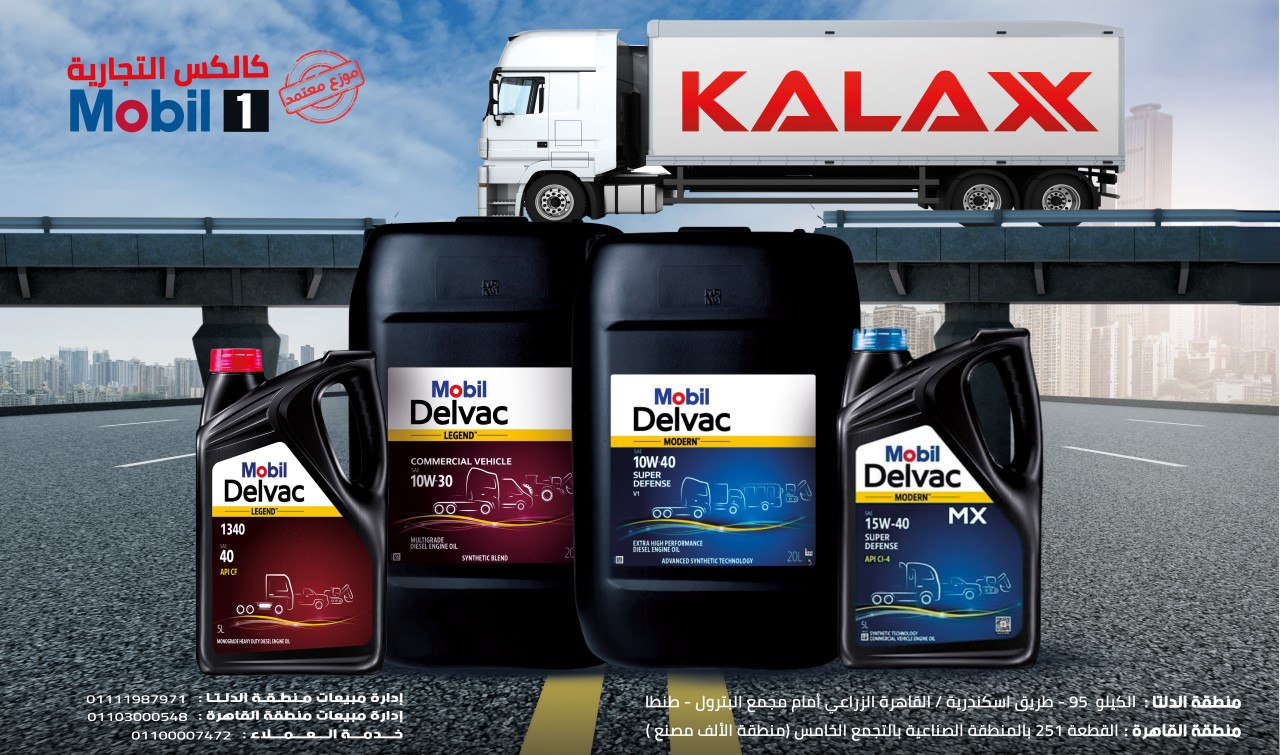 كالكس التجارية
Mobil 1
موزع معتمد
KALAXX
Mobil
Delvac
LEGEND™
1340
SAE
40
API CF
5L
MONOGRADE HEAVY DUTY DIESEL ENGINE OIL
Mobil
Delvac
LEGEND™
COMMERCIAL VEHICLE
SAE
10W-30
MULTIGRADE
DIESEL ENGINE OIL
SYNTHETIC BLEND
Mobil
Delvac
MODERN™
SAE
10W-40
SUPER
DEFENSE
V1
EXTRA HIGH PERFORMANCE
DIESEL ENGINE OIL
ADVANCED SYNTHETIC TECHNOLOGY
20L
Mobil
Delvac
MODERN™
MX
SAE
15W-40
SUPER
DEFENSE
API CI-4
5L
SYNTHETIC TECHNOLOGY
COMMERCIAL VEHICLE ENGINE OIL
منطقة الدلتا : الكيلو 95 - طريق اسكندرية / القاهرة الزراعي أمام مجمع البترول - طنطا
منطقة القاهرة : القطعة 251 بالمنطقة الصناعية بالتجمع الخامس (منطقة الألف مصنع )
إدارة مبيعات منطقة الدلتا : 01111987971
إدارة مبيعات منطقة القاهرة : 01103000548
خدمة العملاء : 01100007472